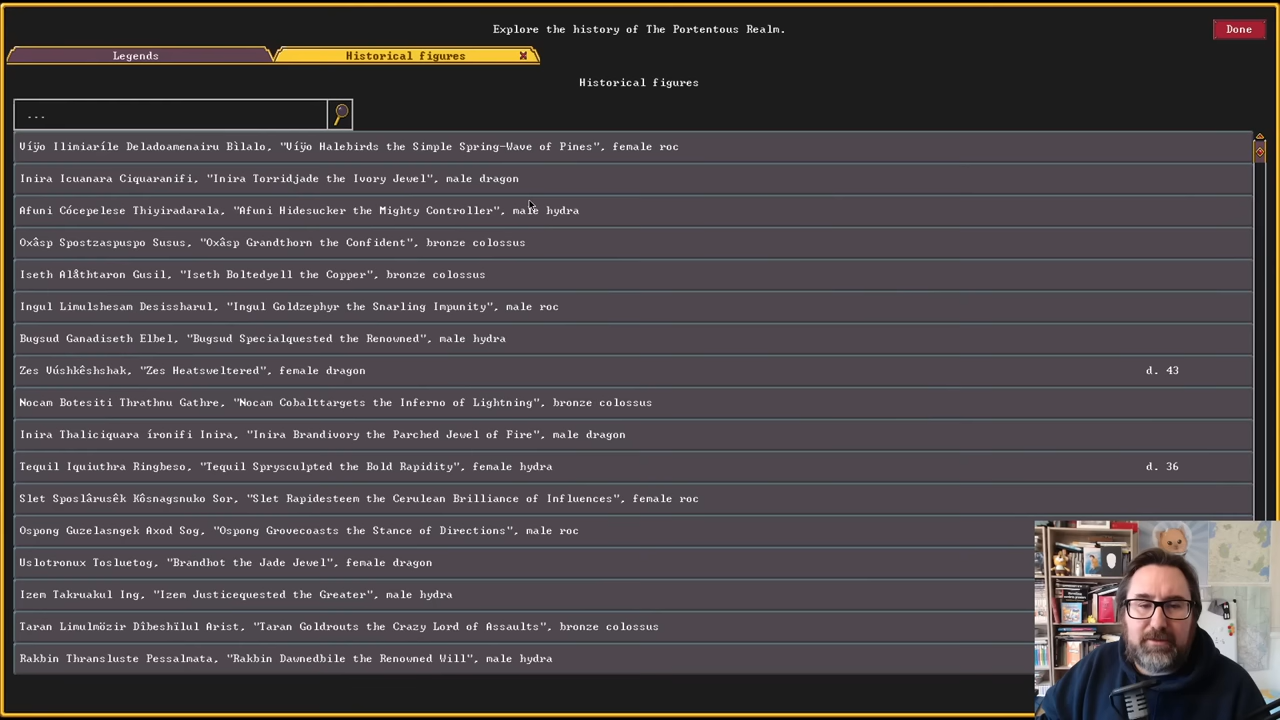 Explore the history of The Portentous Realm.
Done
Legends
Historical figures
Historical figures
...
Víÿo Ilimiaríle Deladoamenairu Bìlalo, "Víÿo Halebirds the Simple Spring-Wave of Pines", female roc
Inira Icuanara Ciquaranifi, "Inira Torridjade the Ivory Jewel", male dragon
Afuni Cócepelese Thiyiradarala, "Afuni Hidesucker the Mighty Controller", male hydra
Oxâsp Spostzaspuspo Susus, "Oxâsp Grandthorn the Confident", bronze colossus
Iseth Alåthtaron Gusil, "Iseth Boltedyell the Copper", bronze colossus
Ingul Limulshesam Desissharul, "Ingul Goldzephyr the Snarling Impunity", male roc
Bugsud Ganadiseth Elbel, "Bugsud Specialquested the Renowned", male hydra
Zes Vúshkêshshak, "Zes Heatsweltered", female dragon d. 43
Nocam Botesiti Thrathnu Gathre, "Nocam Cobalttargets the Inferno of Lightning", bronze colossus
Inira Thaliciquara íronifi Inira, "Inira Brandivory the Parched Jewel of Fire", male dragon
Tequil Iquiuthra Ringbeso, "Tequil Sprysculpted the Bold Rapidity", female hydra d. 36
Slet Sposlârusêk Kôsnagsnuko Sor, "Slet Rapidesteem the Cerulean Brilliance of Influences", female roc
Ospong Guzelasngek Axod Sog, "Ospong Grovecoasts the Stance of Directions", male roc
Uslotronux Tosluetog, "Brandhot the Jade Jewel", female dragon
Izem Takruakul Ing, "Izem Justicequested the Greater", male hydra
Taran Limulmözir Dîbeshïlul Arist, "Taran Goldrouts the Crazy Lord of Assaults", bronze colossus
Rakbin Thransluste Pessalmata, "Rakbin Dawnedbile the Renowned Will", male hydra